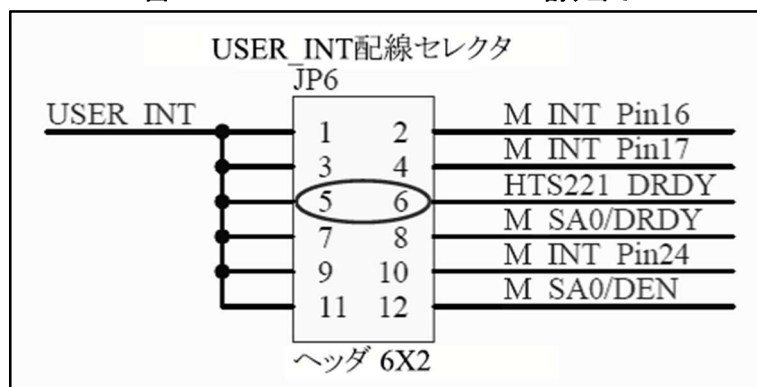 USER_INT配線セレクタ
JP6
USER INT
1 2 M INT Pin16
3 4 M INT Pin17
5 6 HTS221 DRDY
7 8 M SA0/DRDY
9 10 M INT Pin24
11 12 M SA0/DEN
ヘッダ 6X2